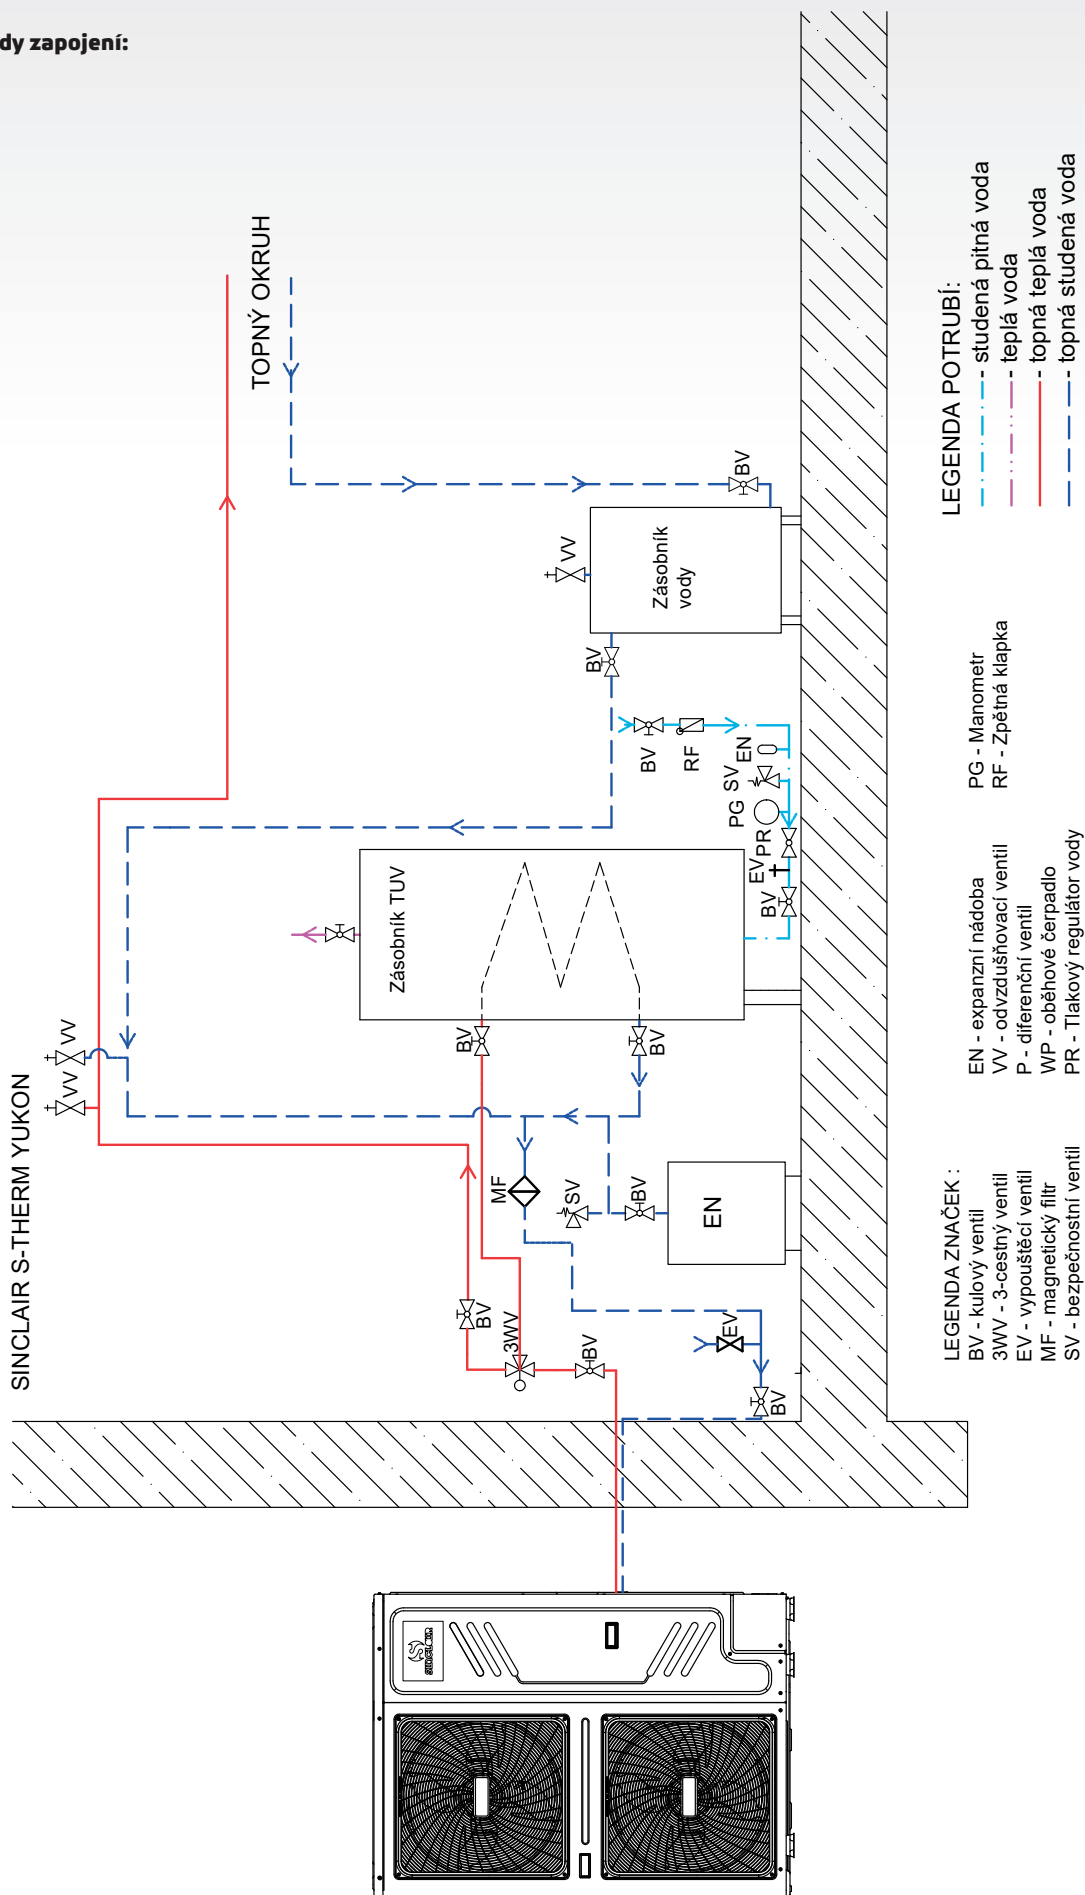 dy zapojení:
SINCLAIR S-THERM YUKON
TOPNÝ OKRUH
VV
VV
BV
3WV
BV
MF
BV
BV
Zásobník TUV
SV
BV
EN
EV
BV
VV
Zásobník
vody
BV
BV
BV
RF
EN
SV
PG
PR
EV
BV
SINCLAIR
LEGENDA ZNAČEK :
BV - kulový ventil
3WV - 3-cestný ventil
EV - vypouštěcí ventil
MF - magnetický filtr
SV - bezpečnostní ventil
EN - expanzní nádoba
VV - odvzdušňovací ventil
P - diferenční ventil
WP - oběhové čerpadlo
PR - Tlakový regulátor vody
PG - Manometr
RF - Zpětná klapka
LEGENDA POTRUBÍ:
- studená pitná voda
- teplá voda
- topná teplá voda
- topná studená voda